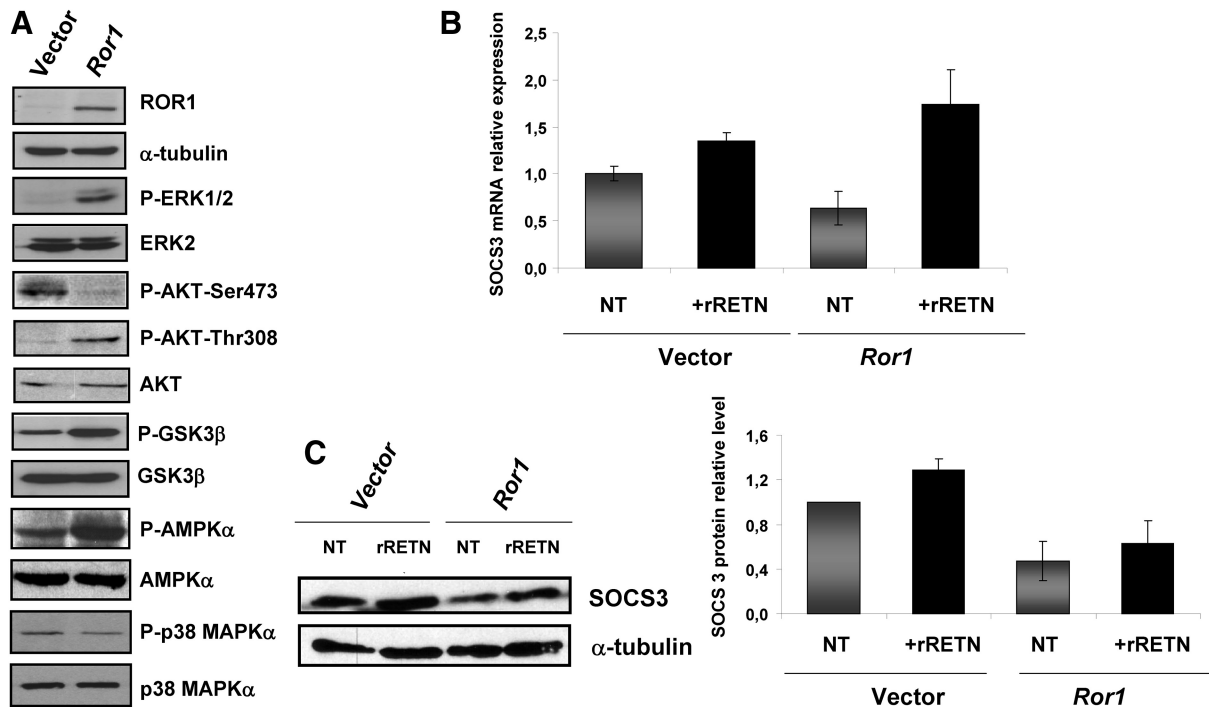 A
Vector Ror1
ROR1
α-tubulin
P-ERK1/2
ERK2
P-AKT-Ser473
P-AKT-Thr308
AKT
P-GSK3β
GSK3β
P-AMPKα
AMPKα
P-p38 MAPKα
p38 MAPKα
B
SOCS3 mRNA relative expression
2,5
2,0
1,5
1,0
0,5
0,0
NT +rRETN NT +rRETN
Vector Ror1
C
Vector Ror1
NT rRETN NT rRETN
SOCS3
α-tubulin
SOCS 3 protein relative level
1,6
1,2
0,8
0,4
0,0
NT +rRETN NT +rRETN
Vector Ror1